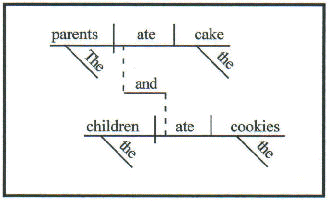 parents ate cake
The the
and
children ate cookies
the the